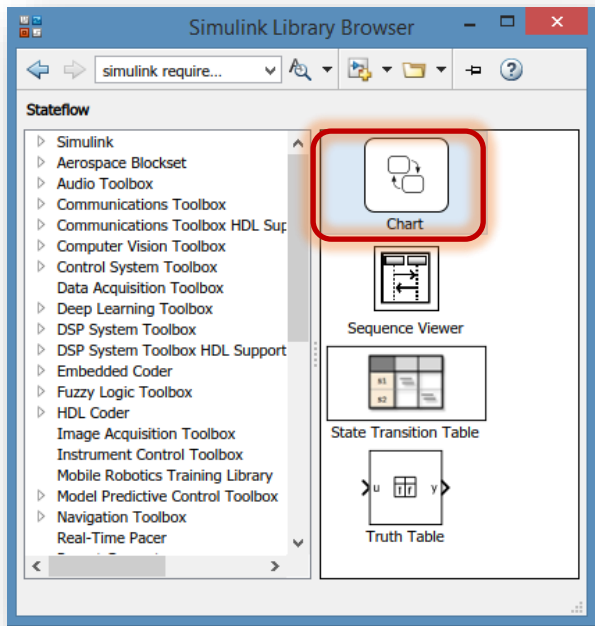 Simulink Library Browser
simulink require...
Stateflow
Simulink
Aerospace Blockset
Audio Toolbox
Communications Toolbox
Communications Toolbox HDL Sup
Computer Vision Toolbox
Control System Toolbox
Data Acquisition Toolbox
Deep Learning Toolbox
DSP System Toolbox
DSP System Toolbox HDL Support
Embedded Coder
Fuzzy Logic Toolbox
HDL Coder
Image Acquisition Toolbox
Instrument Control Toolbox
Mobile Robotics Training Library
Model Predictive Control Toolbox
Navigation Toolbox
Real-Time Pacer
Chart
Sequence Viewer
s1
s2
State Transition Table
u t f y
Truth Table